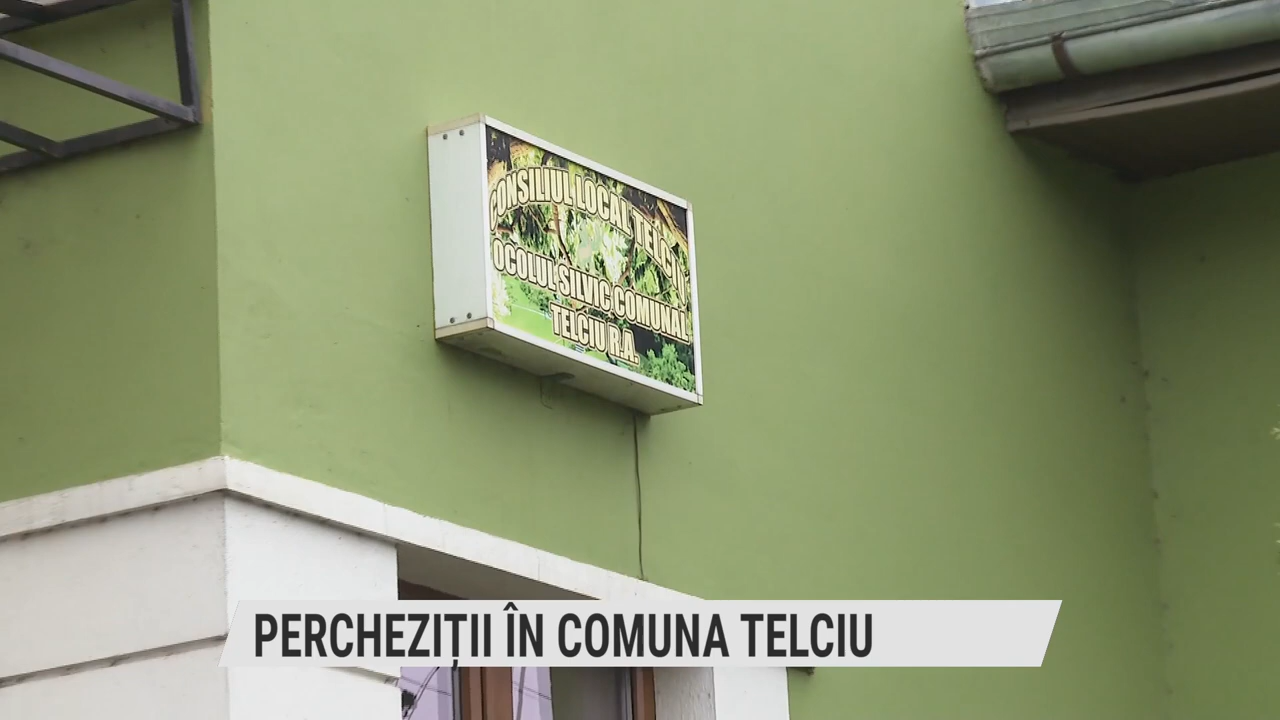 CONSILIUL LOCAL TELCIU
OCOLUL SILVIC COMUNAL
TELCIU R.A.
PERCHEZIȚII ÎN COMUNA TELCIU